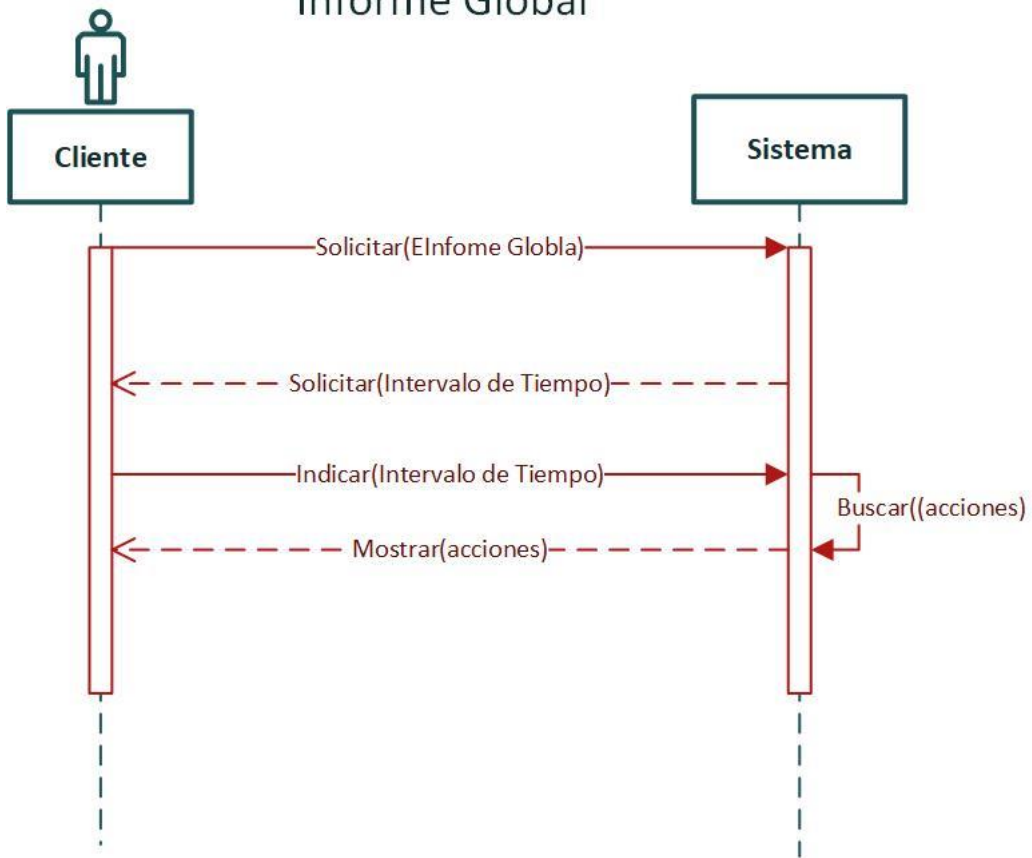 Informe Global
Cliente
Sistema
Solicitar(EInfome Globla)
Solicitar(Intervalo de Tiempo)
Indicar(Intervalo de Tiempo)
Buscar((acciones)
Mostrar(acciones)